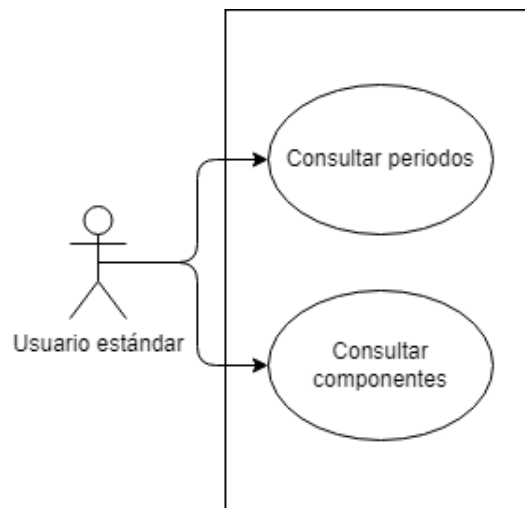 Consultar periodos
Usuario estándar
Consultar
componentes